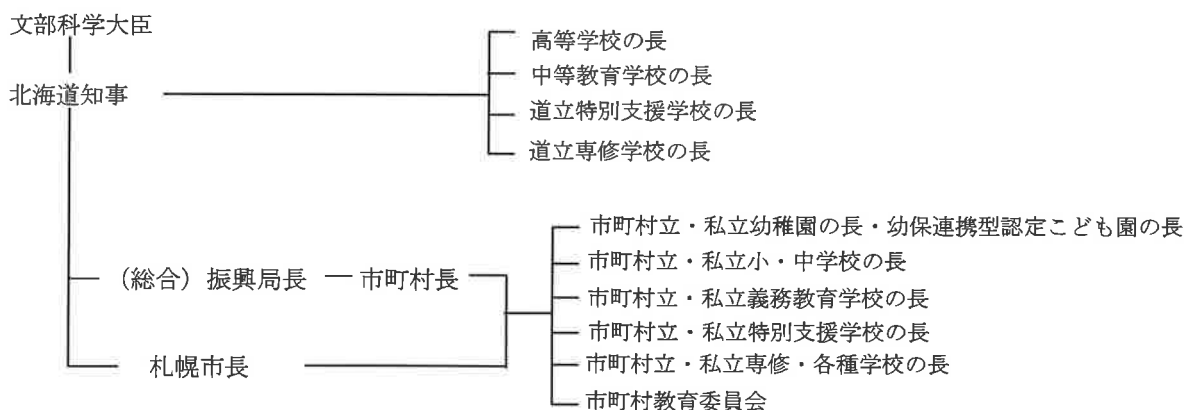 文部科学大臣
北海道知事
高等学校の長
中等教育学校の長
道立特別支援学校の長
道立専修学校の長
(総合)振興局長
市町村長
札幌市長
市町村立・私立幼稚園の長・幼保連携型認定こども園の長
市町村立・私立小・中学校の長
市町村立・私立義務教育学校の長
市町村立・私立特別支援学校の長
市町村立・私立専修・各種学校の長
市町村教育委員会